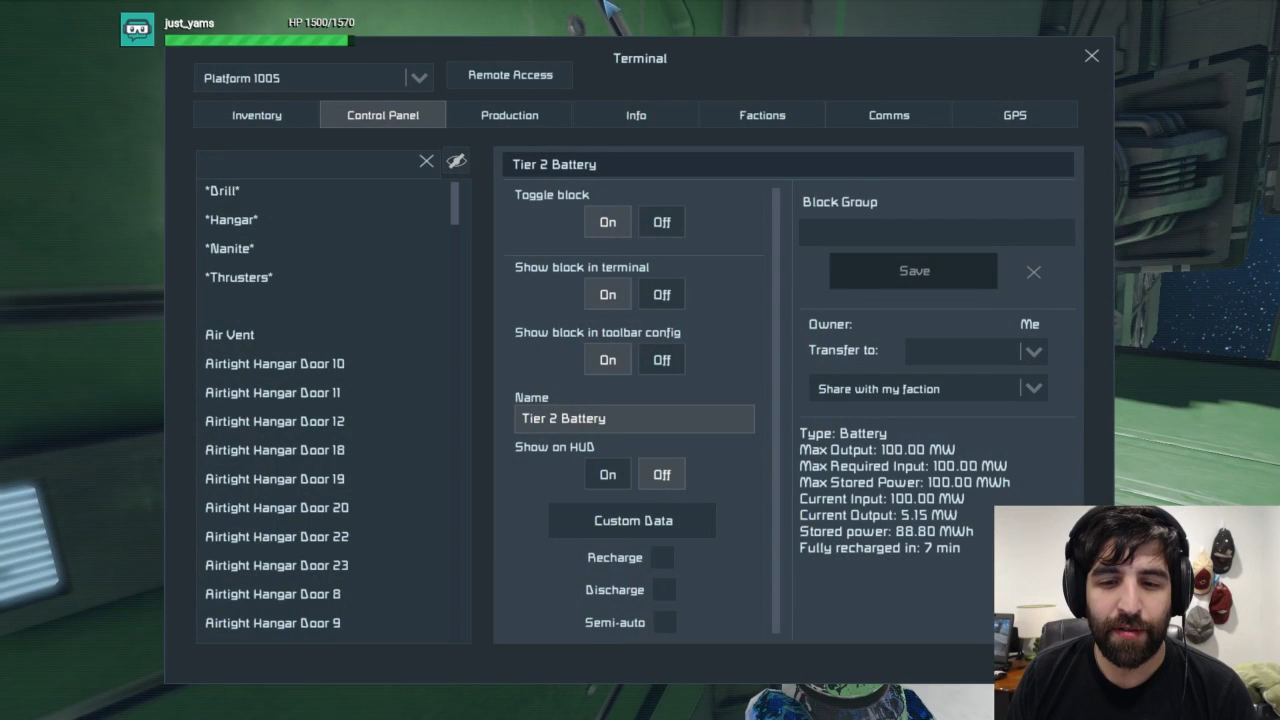 just_yams HP 1500/1570
Terminal
Platform 1005 Remote Access
Inventory Control Panel Production Info Factions Comms GPS
*Drill*
*Hangar*
*Nanite*
*Thrusters*
Air Vent
Airtight Hangar Door 10
Airtight Hangar Door 11
Airtight Hangar Door 12
Airtight Hangar Door 18
Airtight Hangar Door 19
Airtight Hangar Door 20
Airtight Hangar Door 22
Airtight Hangar Door 23
Airtight Hangar Door 8
Airtight Hangar Door 9
Tier 2 Battery
Toggle block
On Off
Show block in terminal
On Off
Show block in toolbar config
On Off
Name
Tier 2 Battery
Show on HUD
On Off
Custom Data
Recharge
Discharge
Semi-auto
Block Group
Save
Owner: Me
Transfer to:
Share with my faction
Type: Battery
Max Output: 100.00 MW
Max Required Input: 100.00 MW
Max Stored Power: 100.00 MWh
Current Input: 100.00 MW
Current Output: 5.15 MW
Stored power: 88.80 MWh
Fully recharged in: 7 min